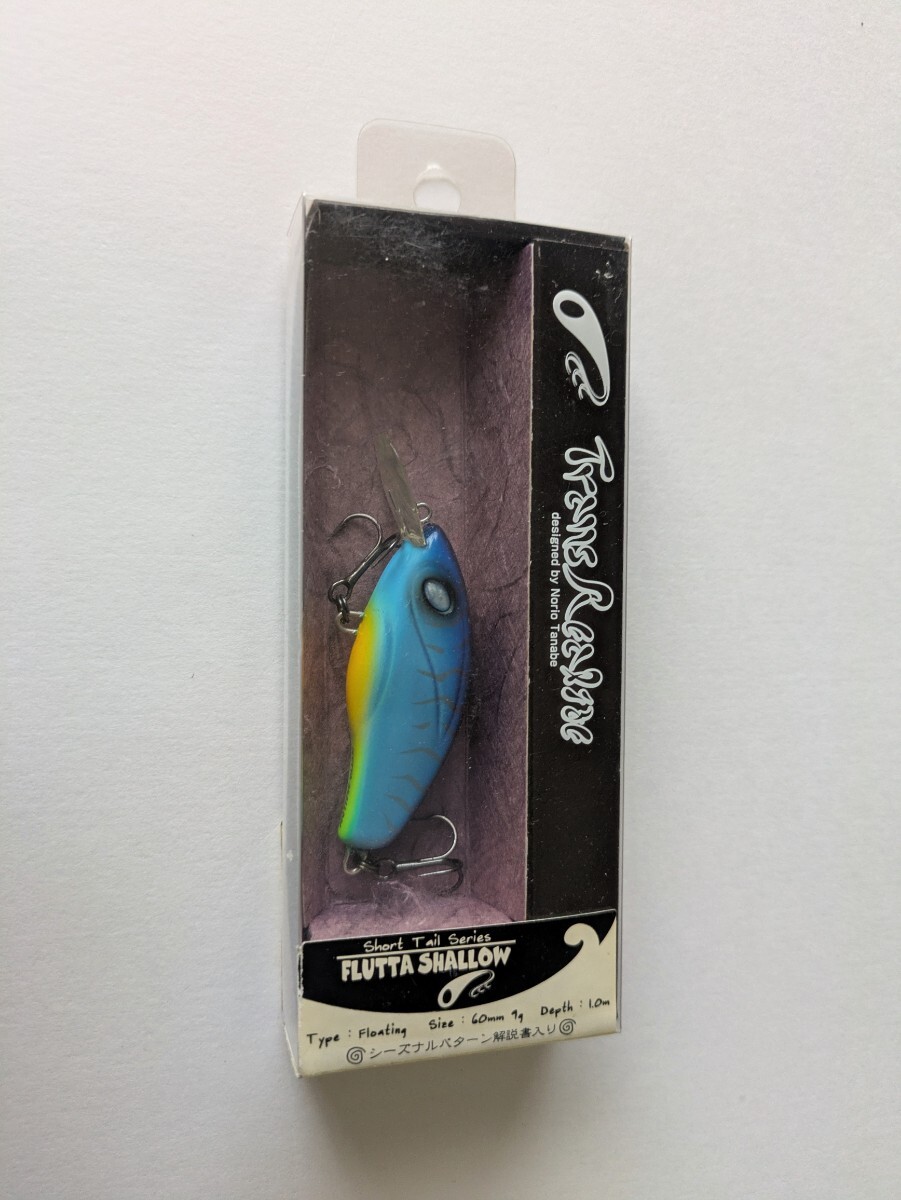 TransRealive
designed by Norio Tanabe
Short Tail Series
FLUTTA SHALLOW
Type : Floating Size : 60mm 9g Depth : 1.0m
シーズナルパターン解説書入り